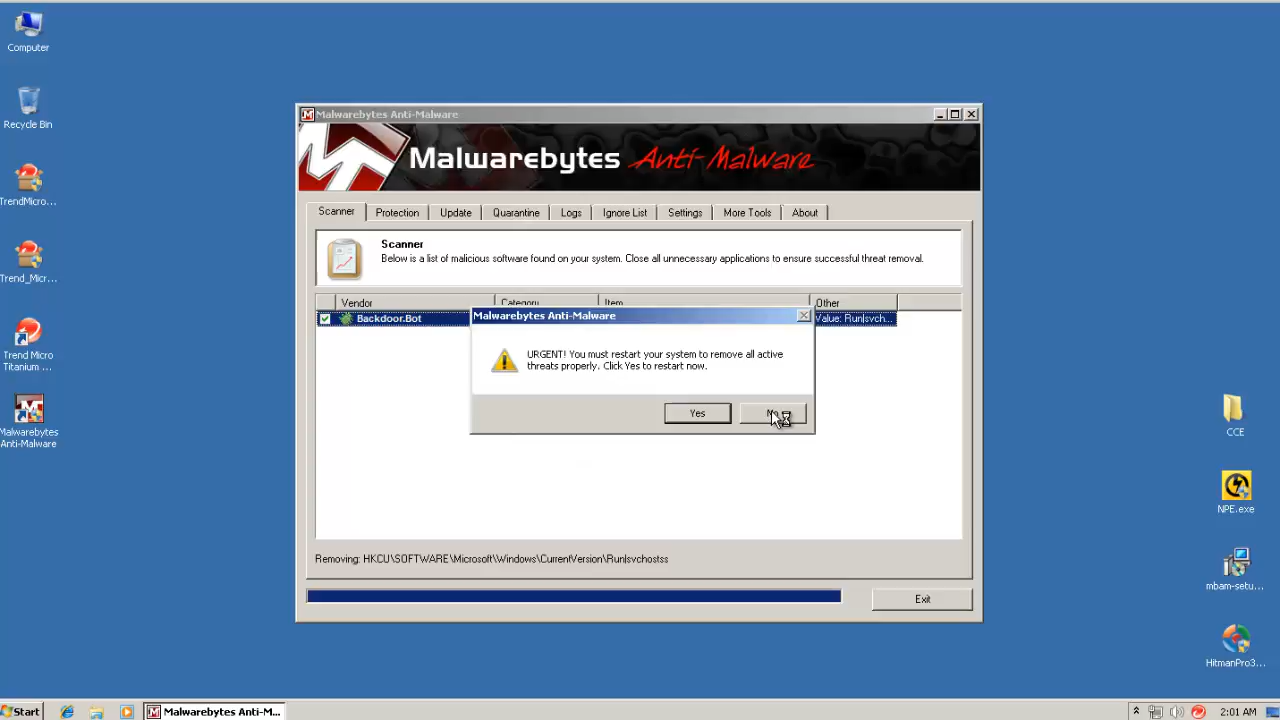 Computer
Recycle Bin
TrendMicro...
Trend_Micr...
Trend Micro
Titanium ...
Malwarebytes
Anti-Malware
Malwarebytes Anti-Malware
Malwarebytes Anti-Malware
Scanner
Protection
Update
Quarantine
Logs
Ignore List
Settings
More Tools
About
Scanner
Below is a list of malicious software found on your system. Close all unnecessary applications to ensure successful threat removal.
Vendor
Category
Item
Other
Backdoor.Bot
Value: Run|svch...
Malwarebytes Anti-Malware
URGENT! You must restart your system to remove all active
threats properly. Click Yes to restart now.
Yes
Removing: HKCU\SOFTWARE\Microsoft\Windows\CurrentVersion\Run|svchostss
Exit
CCE
NPE.exe
mbam-setu...
HitmanPro3...
Start
Malwarebytes Anti-M...
2:01 AM